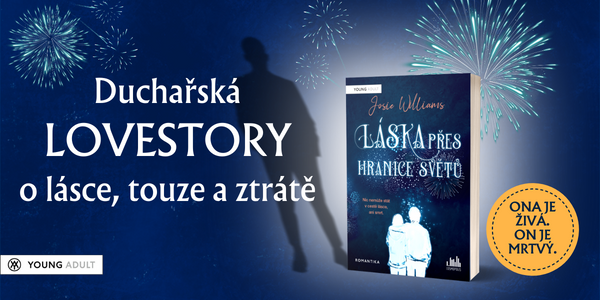 Duchařská
LOVESTORY
o lásce, touze a ztrátě
YOUNG ADULT
YOUNG ADULT
Josie Williams
LÁSKA PŘES
HRANICE SVĚTŮ
ROMANTIKA
ONA JE
ŽIVÁ.
ON JE
MRTVÝ.